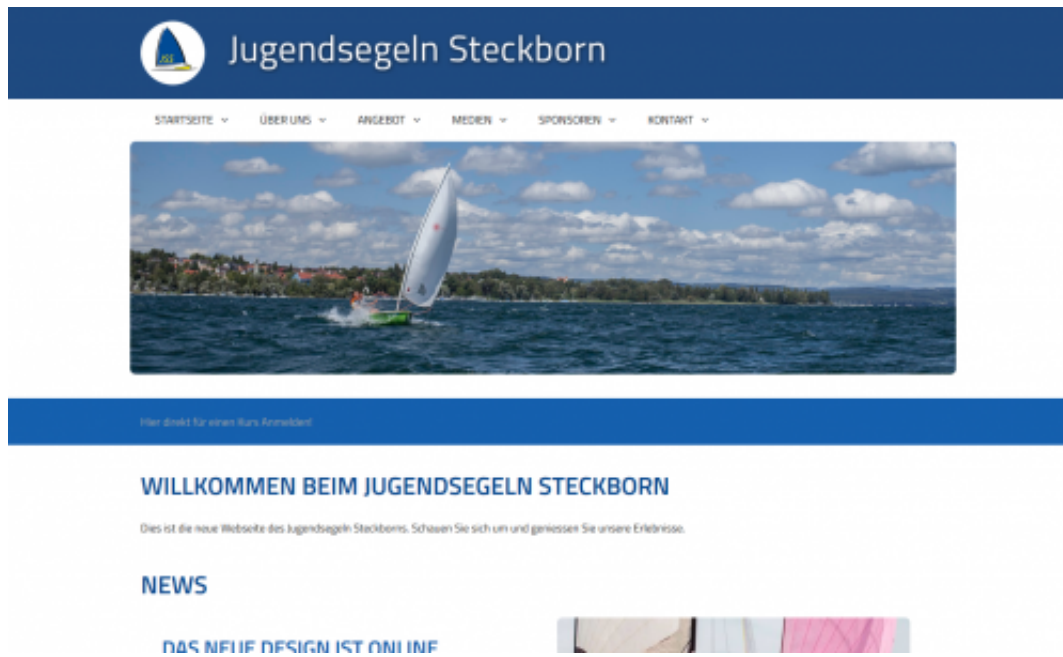 JSS
Jugendsegeln Steckborn
STARTSEITE ÜBER UNS ANGEBOT MEDIEN SPONSOREN KONTAKT
Hier direkt für einen Kurs Anmelden!
WILLKOMMEN BEIM JUGENDSEGELN STECKBORN
Dies ist die neue Webseite des Jugendsegeln Steckborns. Schauen Sie sich um und geniessen Sie unsere Erlebnisse.
NEWS
DAS NEUE DESIGN IST ONLINE